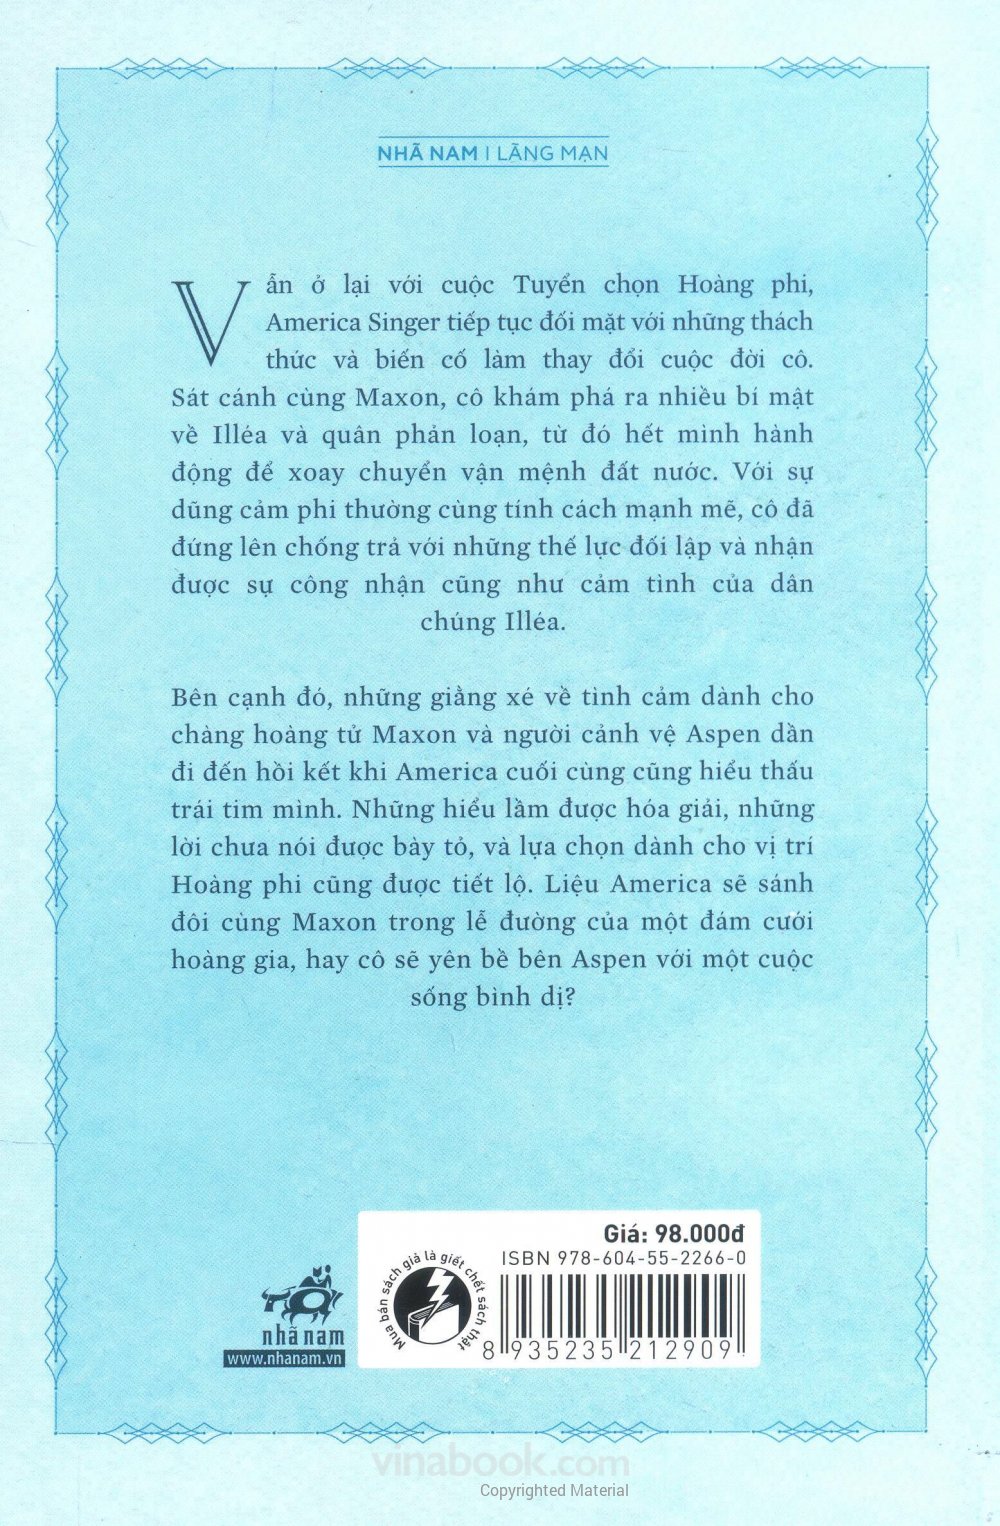 NHÃ NAM | LÃNG MẠN
Vẫn ở lại với cuộc Tuyển chọn Hoàng phi,
America Singer tiếp tục đối mặt với những thách
thức và biến cố làm thay đổi cuộc đời cô.
Sát cánh cùng Maxon, cô khám phá ra nhiều bí mật
về Illéa và quân phản loạn, từ đó hết mình hành
động để xoay chuyển vận mệnh đất nước. Với sự
dũng cảm phi thường cùng tính cách mạnh mẽ, cô đã
đứng lên chống trả với những thế lực đối lập và nhận
được sự công nhận cũng như cảm tình của dân
chúng Illéa.
Bên cạnh đó, những giằng xé về tình cảm dành cho
chàng hoàng tử Maxon và người cảnh vệ Aspen dần
đi đến hồi kết khi America cuối cùng cũng hiểu thấu
trái tim mình. Những hiểu lầm được hóa giải, những
lời chưa nói được bày tỏ, và lựa chọn dành cho vị trí
Hoàng phi cũng được tiết lộ. Liệu America sẽ sánh
đôi cùng Maxon trong lễ đường của một đám cưới
hoàng gia, hay cô sẽ yên bề bên Aspen với một cuộc
sống bình dị?
Giá: 98.000đ
ISBN 978-604-55-2266-0
Mua bán sách giả là giết chết sách thật
8 935235 212909
nhã nam
www.nhanam.vn
vinabook.com
Copyrighted Material